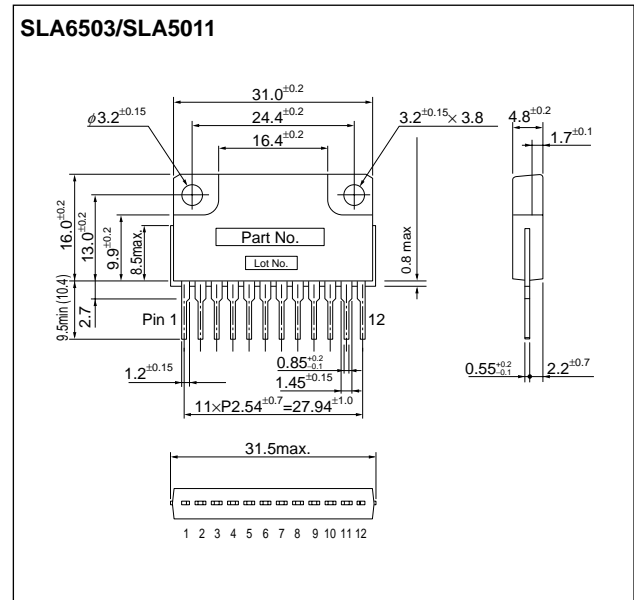 SLA6503/SLA5011
31.0±0.2
φ3.2±0.15
24.4±0.2
3.2±0.15×3.8
4.8±0.2
16.4±0.2
1.7±0.1
16.0±0.2
13.0±0.2
9.9±0.2
8.5max.
Part No.
Lot No.
0.8 max
9.5min (10.4)
2.7
Pin 1
12
0.85+0.2-0.1
1.2±0.15
1.45±0.15
0.55+0.2-0.1
2.2±0.7
11×P2.54±0.7=27.94±1.0
31.5max.
1 2 3 4 5 6 7 8 9 10 11 12